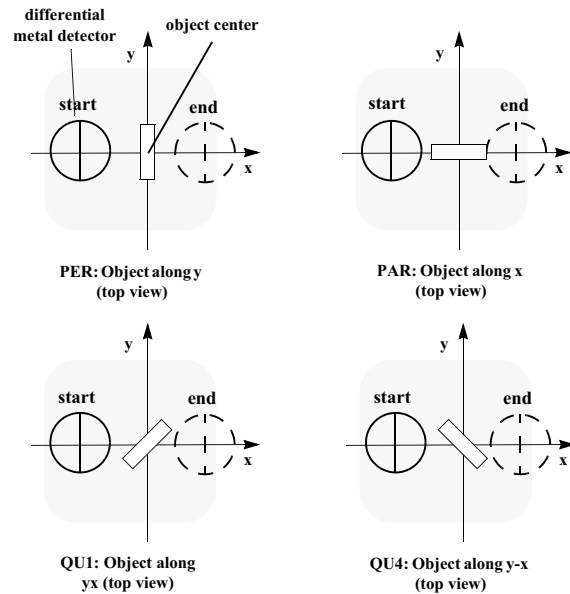 differential
metal detector
object center
y
start
end
x
PER: Object along y
(top view)
y
start
end
x
PAR: Object along x
(top view)
y
start
end
x
QU1: Object along
yx (top view)
y
start
end
x
QU4: Object along y-x
(top view)